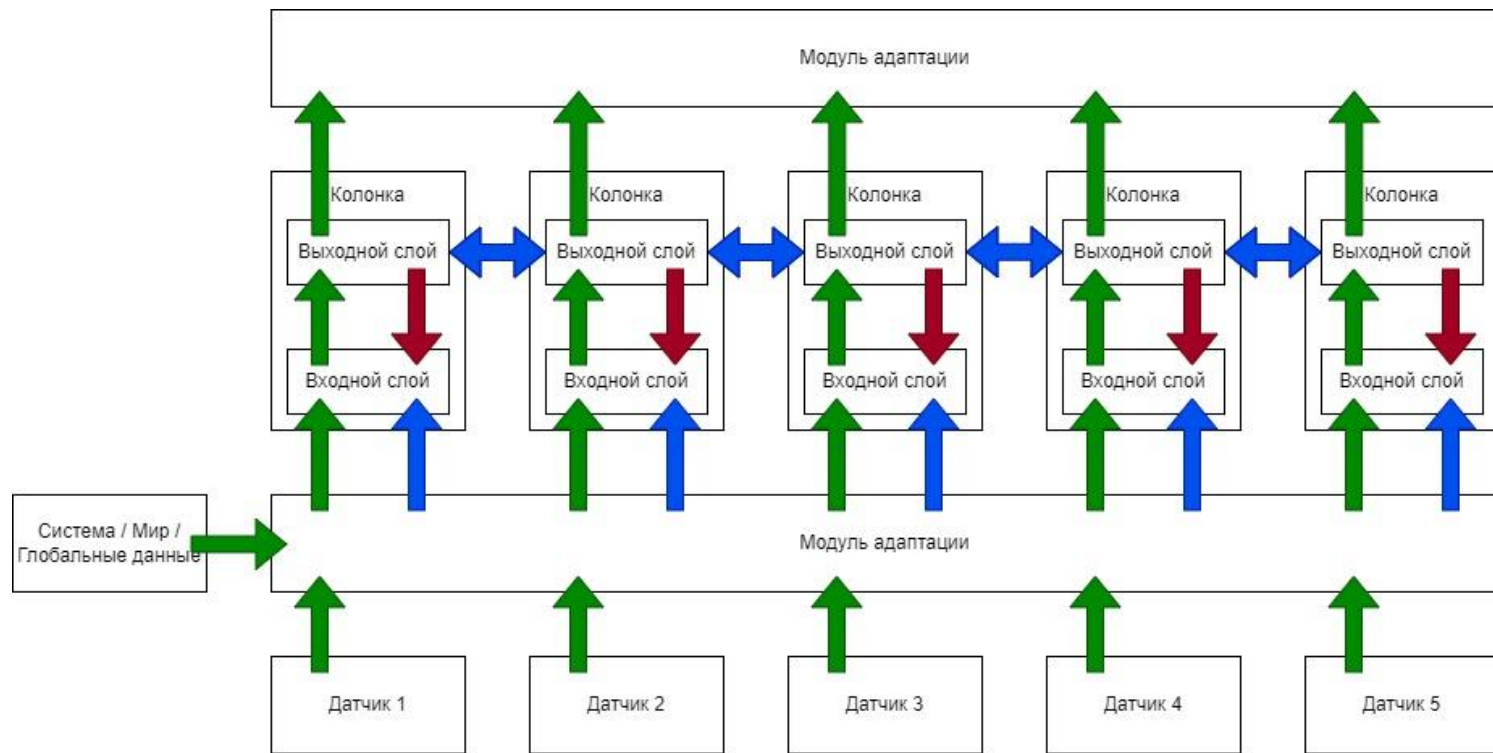 Модуль адаптации
Колонка
Колонка
Колонка
Колонка
Колонка
Выходной слой
Выходной слой
Выходной слой
Выходной слой
Выходной слой
Входной слой
Входной слой
Входной слой
Входной слой
Входной слой
Система / Мир /
Глобальные данные
Модуль адаптации
Датчик 1
Датчик 2
Датчик 3
Датчик 4
Датчик 5